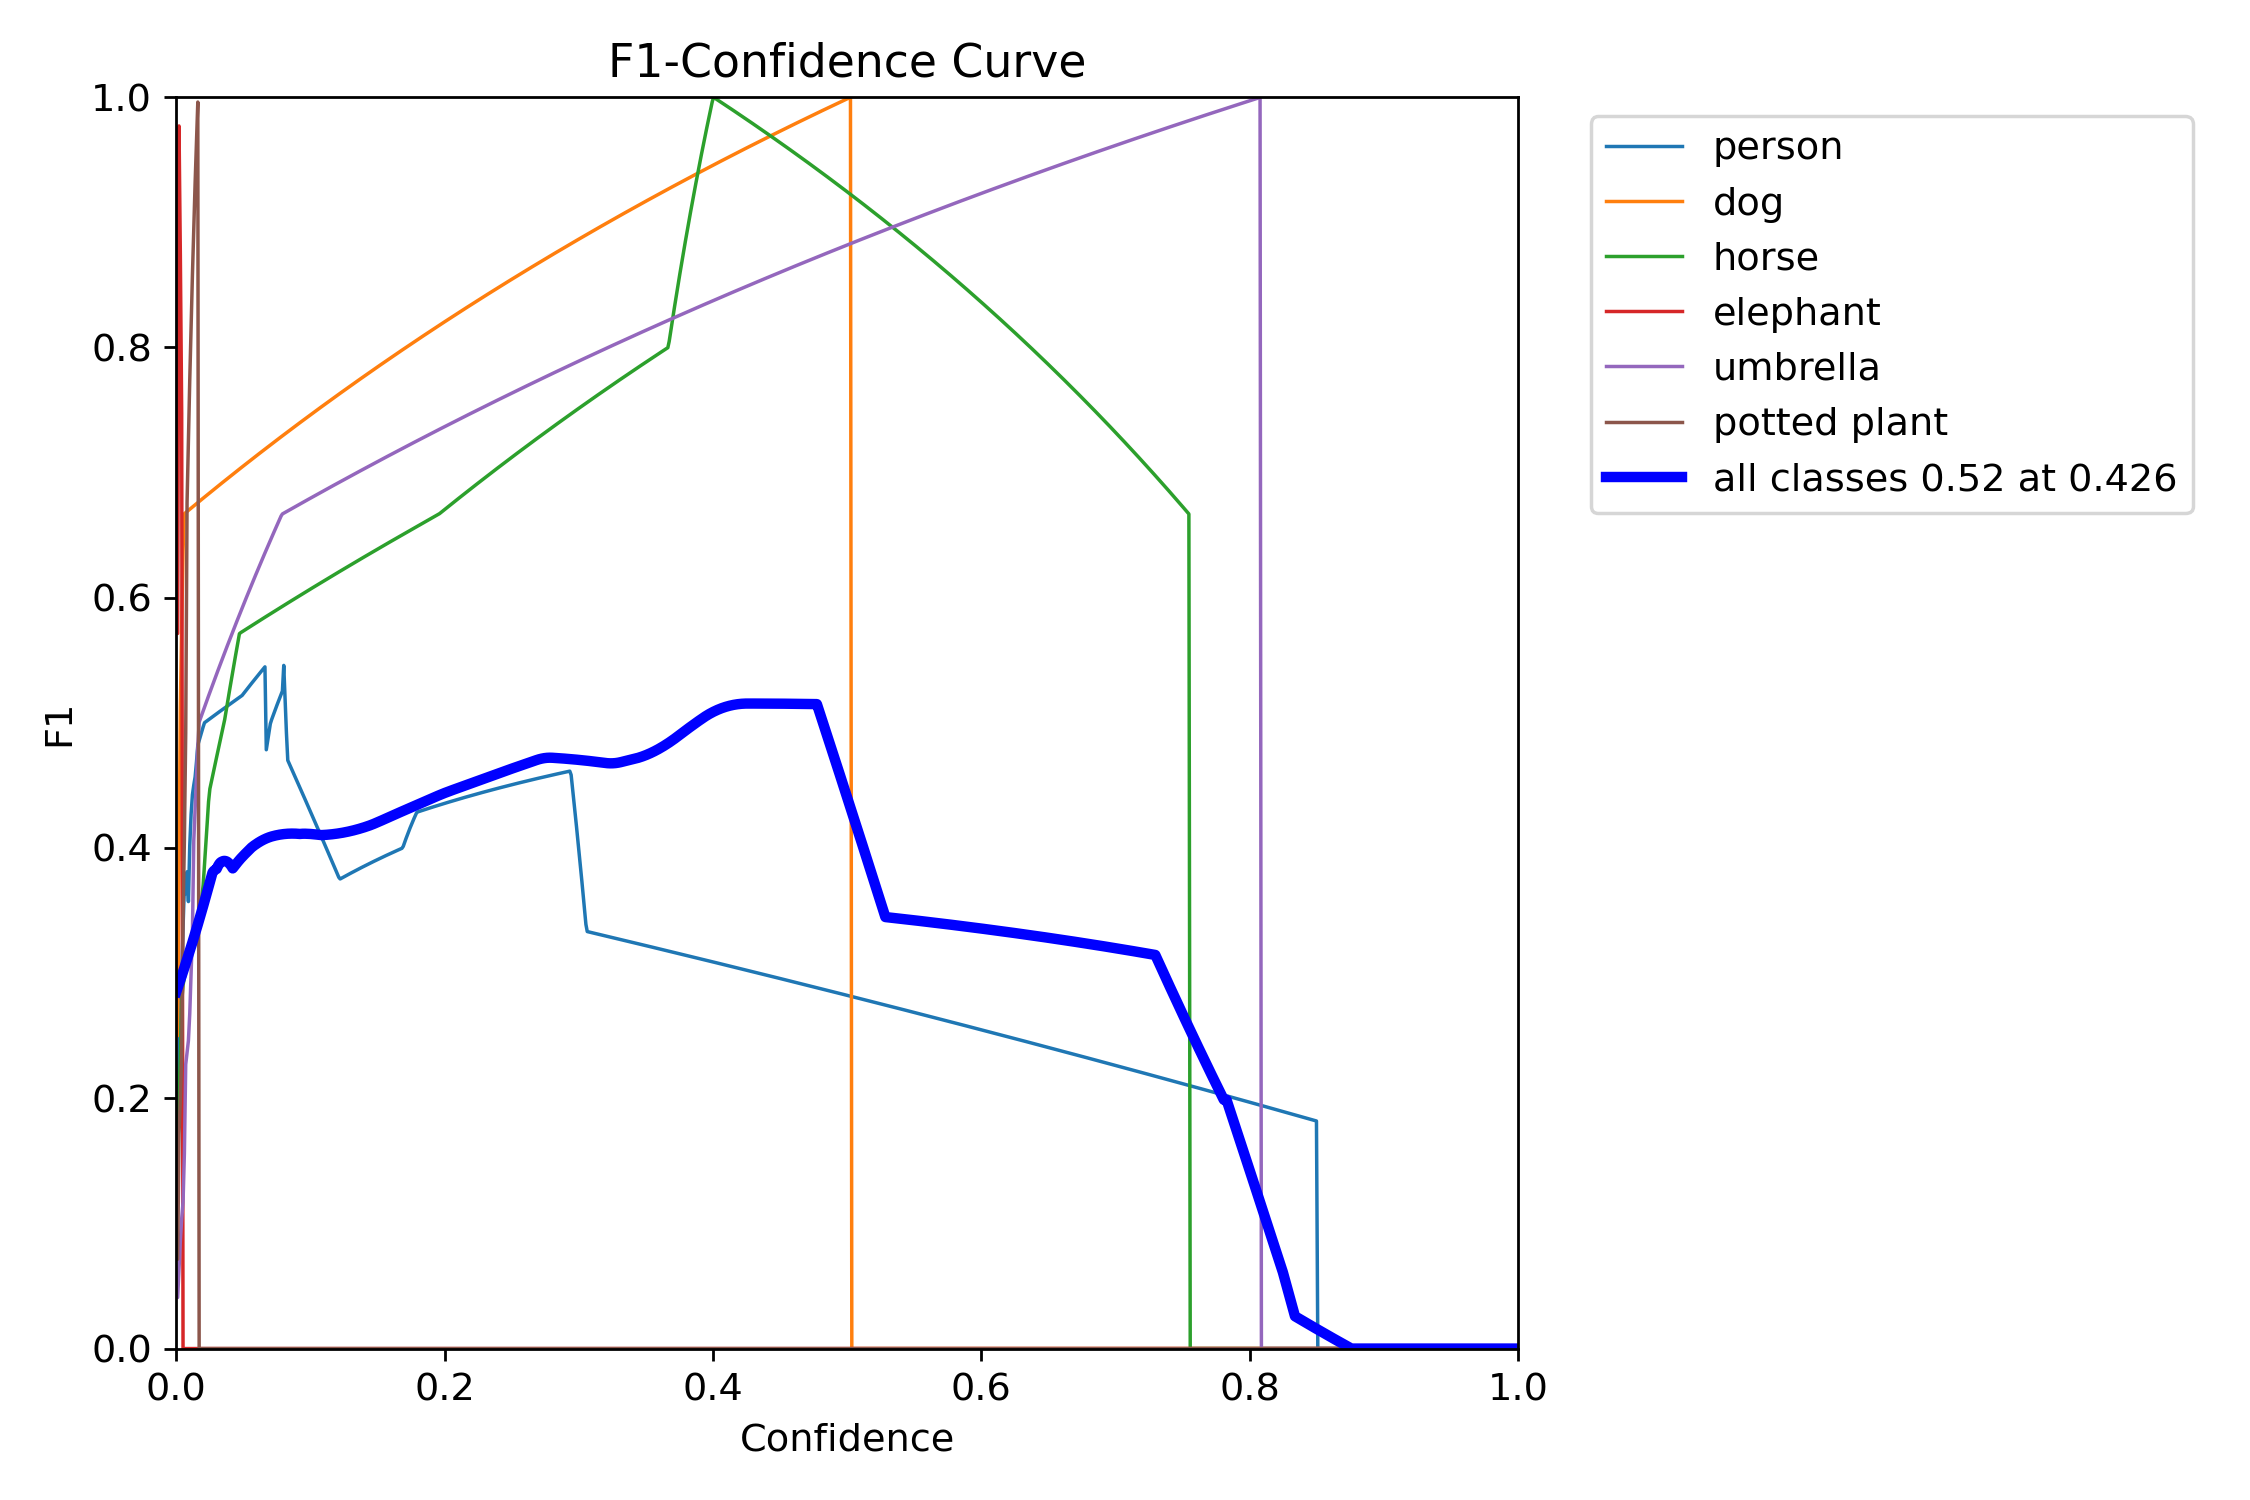 F1-Confidence Curve
1.0
0.8
0.6
0.4
0.2
0.0
F1
0.0 0.2 0.4 0.6 0.8 1.0
Confidence
person
dog
horse
elephant
umbrella
potted plant
all classes 0.52 at 0.426